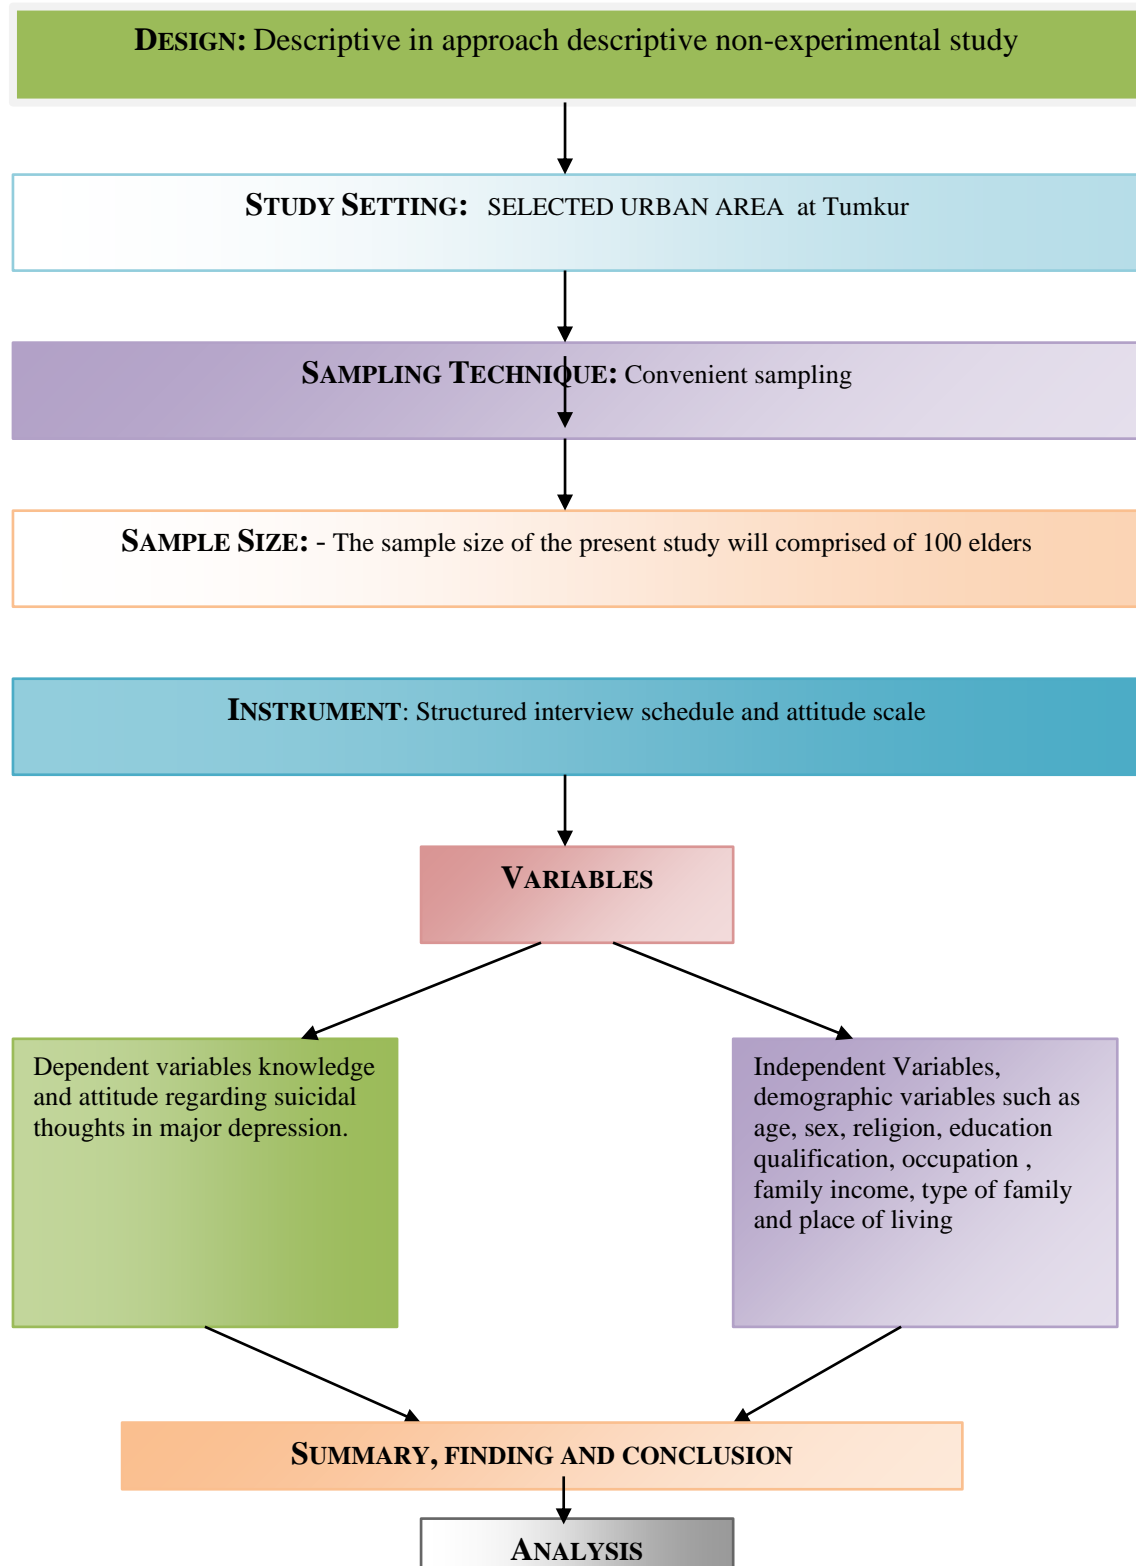 DESIGN: Descriptive in approach descriptive non-experimental study
STUDY SETTING: SELECTED URBAN AREA at Tumkur
SAMPLING TECHNIQUE: Convenient sampling
SAMPLE SIZE: - The sample size of the present study will comprised of 100 elders
INSTRUMENT: Structured interview schedule and attitude scale
VARIABLES
Dependent variables knowledge
and attitude regarding suicidal
thoughts in major depression.
Independent Variables,
demographic variables such as
age, sex, religion, education
qualification, occupation ,
family income, type of family
and place of living
SUMMARY, FINDING AND CONCLUSION
ANALYSIS